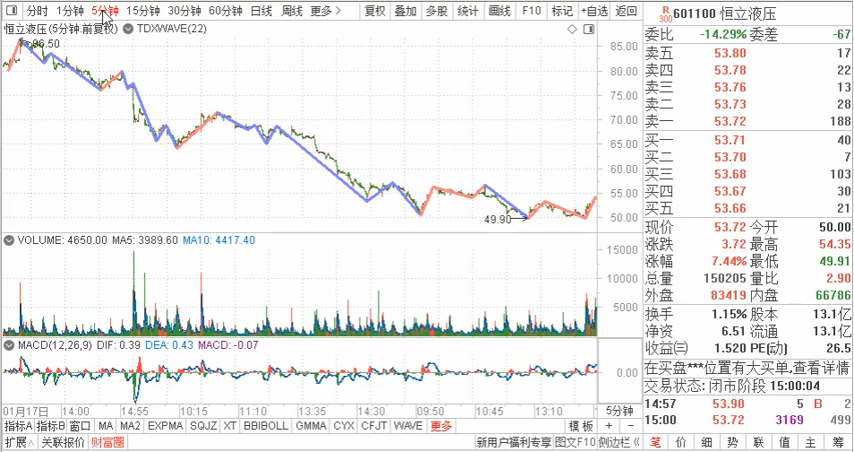 分时 1分钟 5分钟 15分钟 30分钟 60分钟 日线 周线 更多 > 复权 叠加 多股 统计 画线 F10 标记 +自选 返回
恒立液压(5分钟.前复权) TDXWAVE(22)
86.50
85.00
80.00
75.00
70.00
65.00
60.00
55.00
50.00
49.90
VOLUME: 4650.00 MA5: 3989.60 MA10: 4417.40
15000
10000
5000
MACD(12,26,9) DIF: 0.39 DEA: 0.43 MACD: -0.07
0.00
01月17日 14:00 14:55 10:15 11:10 13:35 14:30 09:50 10:45 13:10 5分钟
指标A 指标B 窗口 MA MA2 EXPMA SQJZ XT BBIBOLL GMMA CYX CFJT WAVE 更多 模板 + −
扩展∧ 关联报价 财富圈 新用户福利专享 图文F10 侧边栏
R 300 601100 恒立液压
委比 -14.29% 委差 -67
卖五 53.80 17
卖四 53.78 22
卖三 53.76 13
卖二 53.73 28
卖一 53.72 188
买一 53.71 40
买二 53.70 7
买三 53.68 103
买四 53.67 30
买五 53.66 21
现价 53.72 今开 50.00
涨跌 3.72 最高 54.35
涨幅 7.44% 最低 49.91
总量 150205 量比 2.90
外盘 83419 内盘 66786
换手 1.15% 股本 13.1亿
净资 6.51 流通 13.1亿
收益㈢ 1.520 PE(动) 26.5
在买盘***位置有大买单,查看详情
交易状态: 闭市阶段 15:00:04
14:57 53.90 5 B 2
15:00 53.72 3169 499
笔 价 细 势 联 值 主 筹